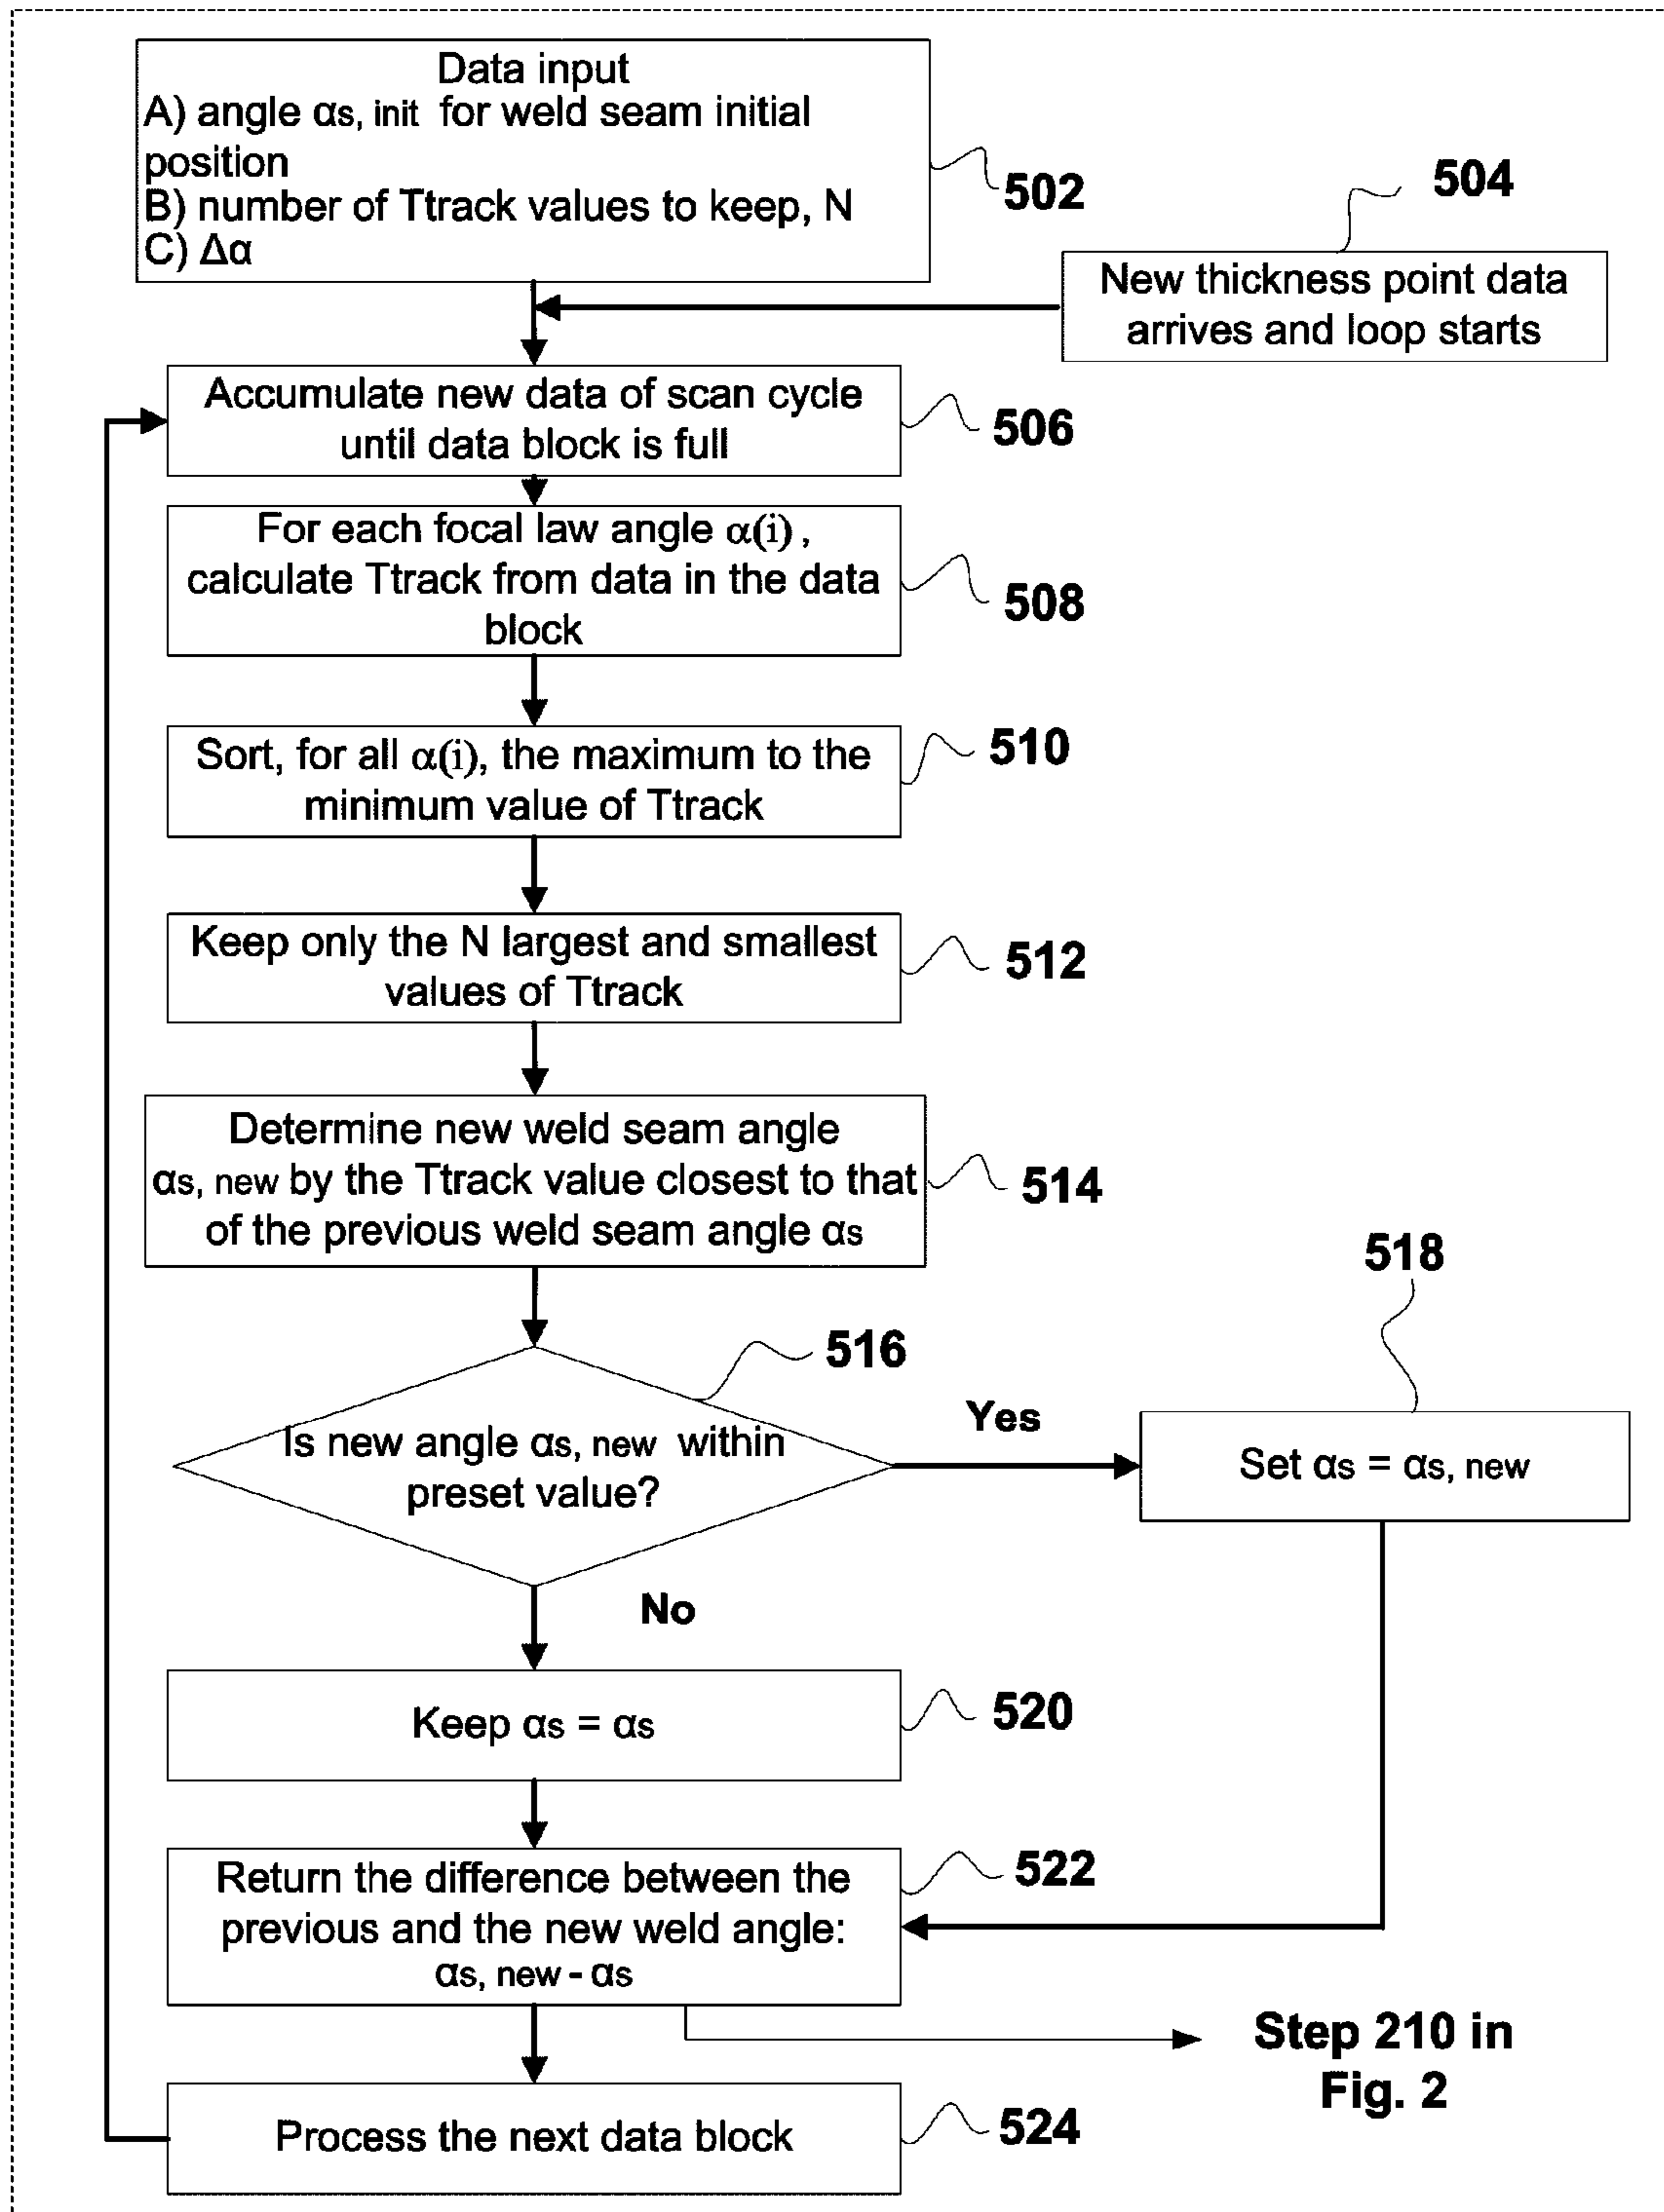 Data input
A) angle αs, init for weld seam initial
position
B) number of Ttrack values to keep, N
C) Δα
502
504
New thickness point data
arrives and loop starts
Accumulate new data of scan cycle
until data block is full
506
For each focal law angle α(i),
calculate Ttrack from data in the data
block
508
Sort, for all α(i), the maximum to the
minimum value of Ttrack
510
Keep only the N largest and smallest
values of Ttrack
512
Determine new weld seam angle
αs, new by the Ttrack value closest to that
of the previous weld seam angle αs
514
516
Is new angle αs, new within
preset value?
Yes
518
Set αs = αs, new
No
Keep αs = αs
520
Return the difference between the
previous and the new weld angle:
αs, new - αs
522
Step 210 in
Fig. 2
Process the next data block
524